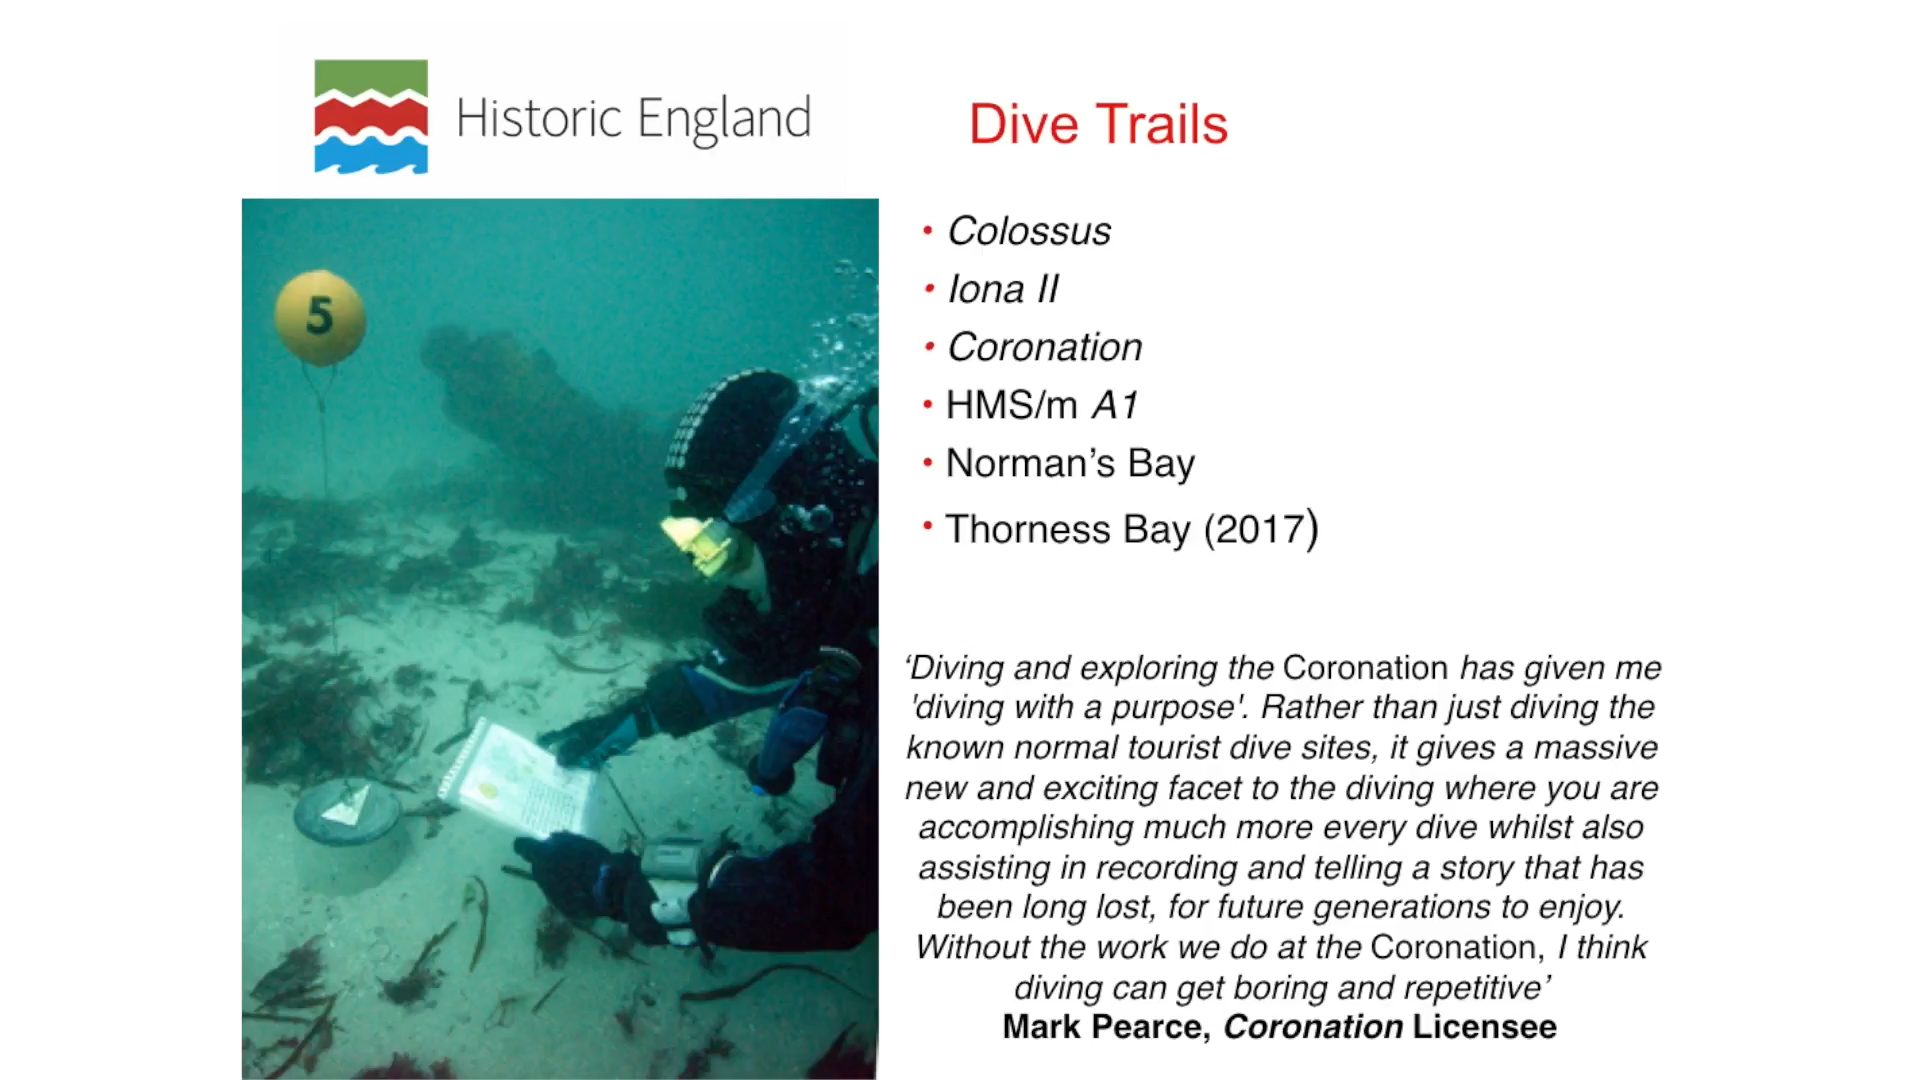 Historic England
Dive Trails
5
• Colossus
• Iona II
• Coronation
• HMS/m A1
• Norman’s Bay
• Thorness Bay (2017)
‘Diving and exploring the Coronation has given me
'diving with a purpose'. Rather than just diving the
known normal tourist dive sites, it gives a massive
new and exciting facet to the diving where you are
accomplishing much more every dive whilst also
assisting in recording and telling a story that has
been long lost, for future generations to enjoy.
Without the work we do at the Coronation, I think
diving can get boring and repetitive’
Mark Pearce, Coronation Licensee